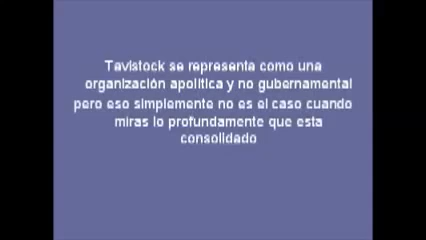 Tavistock se representa como una
organización apolitica y no gubernamental
pero eso simplemente no es el caso cuando
miras lo profundamente que esta
consolidado